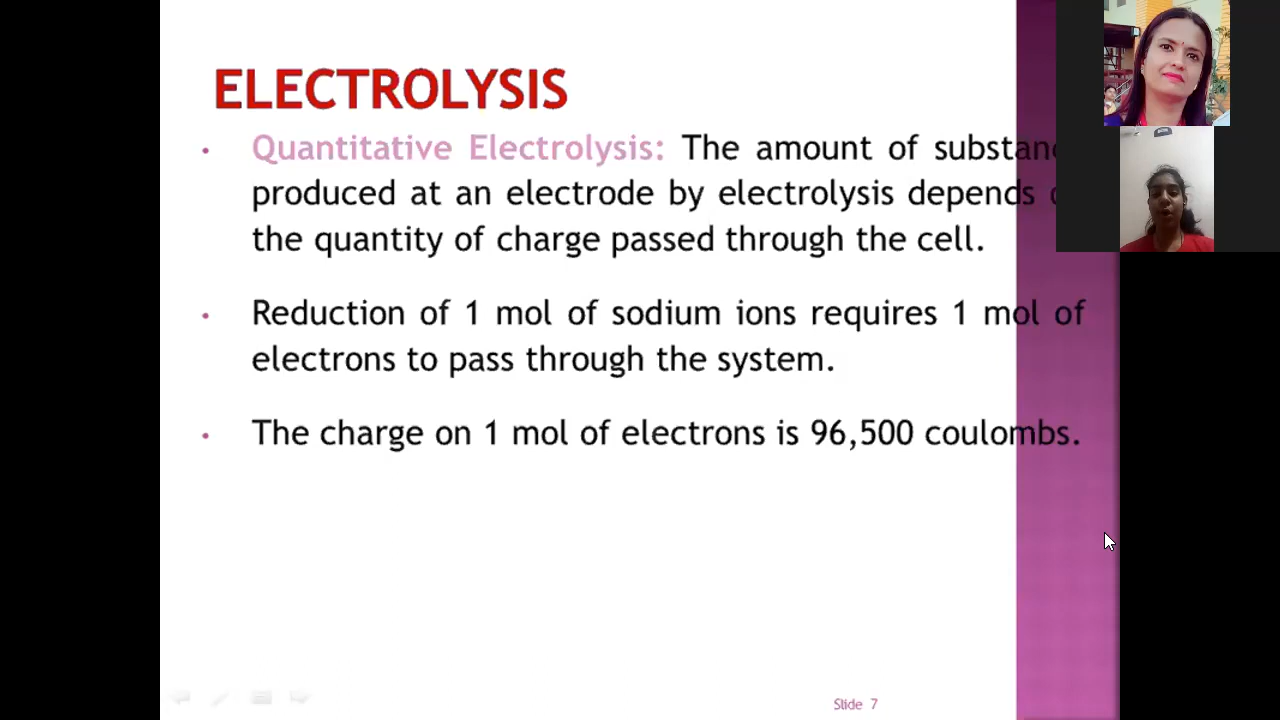 ELECTROLYSIS
• Quantitative Electrolysis: The amount of
produced at an electrode by electrolysis depends
the quantity of charge passed through the cell.
• Reduction of 1 mol of sodium ions requires 1 mol of
electrons to pass through the system.
• The charge on 1 mol of electrons is 96,500 coulombs.
Slide 7